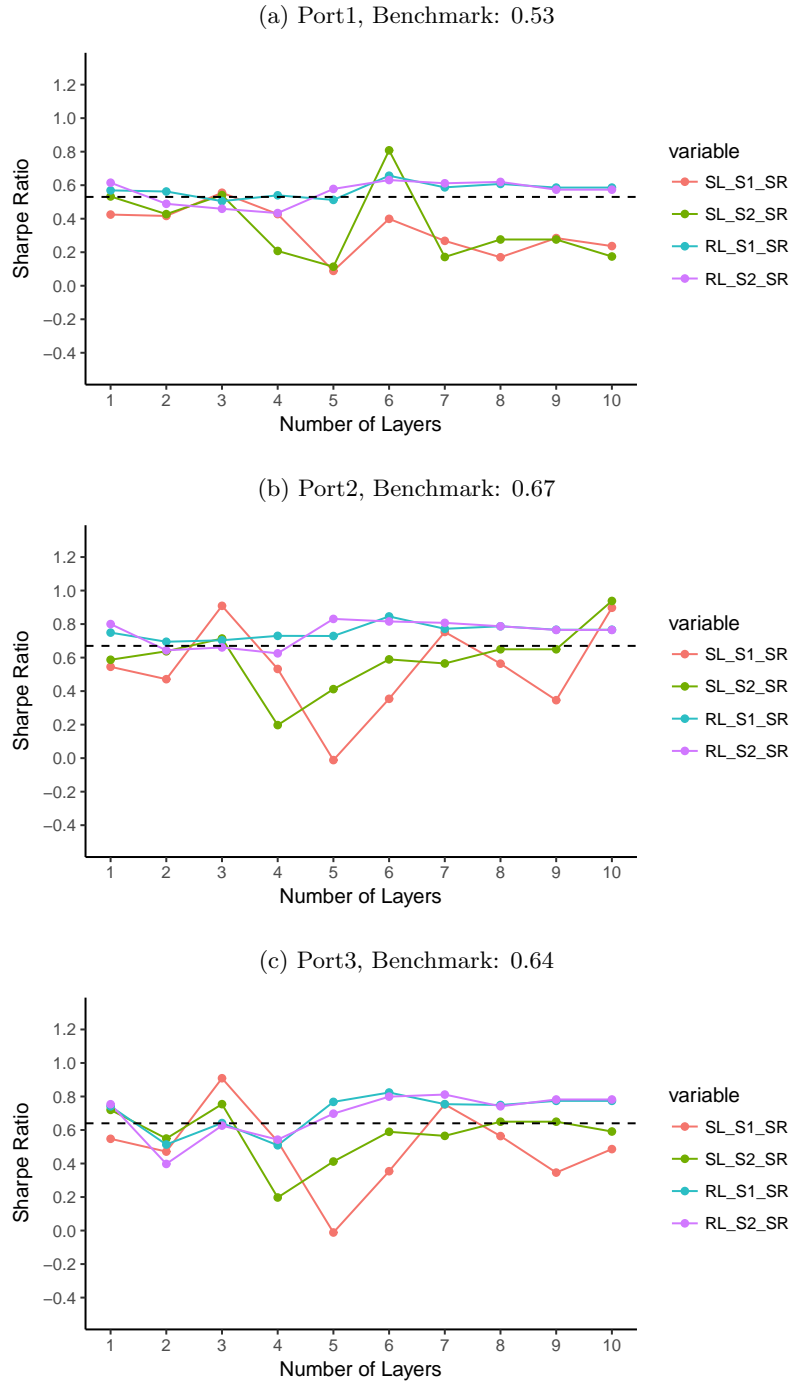 (a) Port1, Benchmark: 0.53
1.2
1.0
0.8
0.6
0.4
0.2
0.0
−0.2
−0.4
Sharpe Ratio
1 2 3 4 5 6 7 8 9 10
Number of Layers
variable
SL_S1_SR
SL_S2_SR
RL_S1_SR
RL_S2_SR
(b) Port2, Benchmark: 0.67
1.2
1.0
0.8
0.6
0.4
0.2
0.0
−0.2
−0.4
Sharpe Ratio
1 2 3 4 5 6 7 8 9 10
Number of Layers
variable
SL_S1_SR
SL_S2_SR
RL_S1_SR
RL_S2_SR
(c) Port3, Benchmark: 0.64
1.2
1.0
0.8
0.6
0.4
0.2
0.0
−0.2
−0.4
Sharpe Ratio
1 2 3 4 5 6 7 8 9 10
Number of Layers
variable
SL_S1_SR
SL_S2_SR
RL_S1_SR
RL_S2_SR